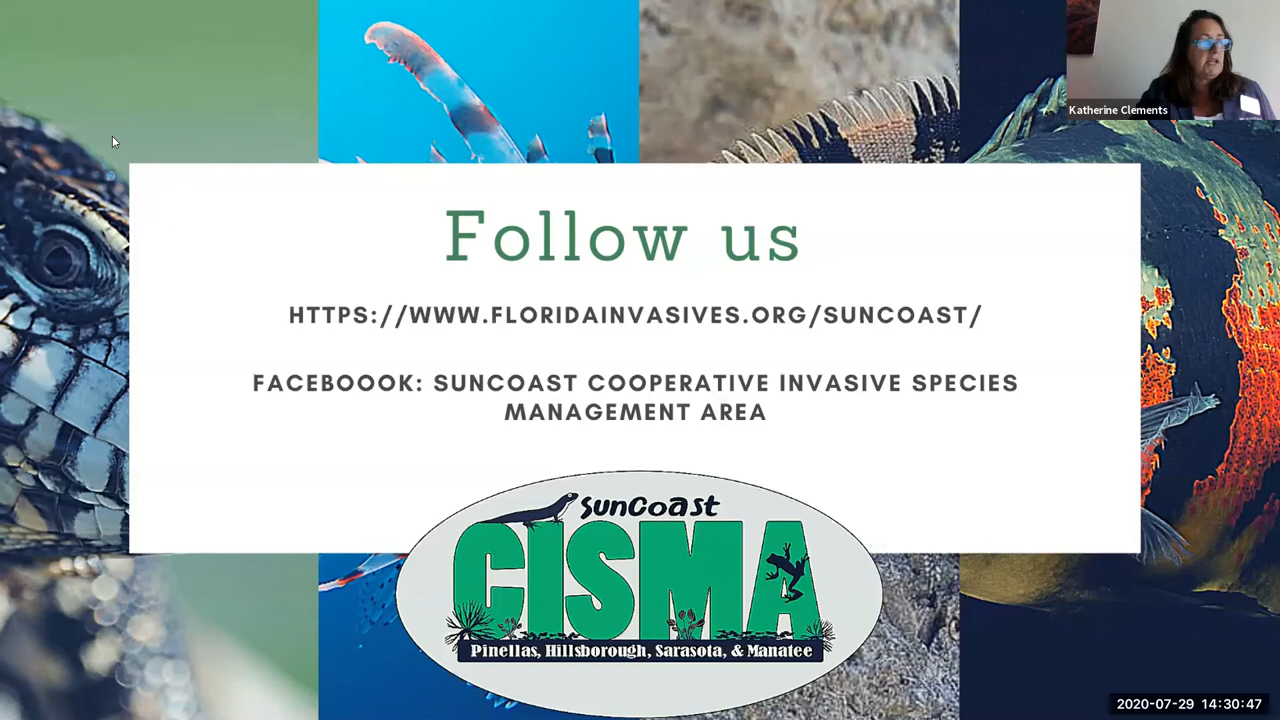 Katherine Clements
Follow us
HTTPS://WWW.FLORIDAINVASIVES.ORG/SUNCOAST/
FACEBOOOK: SUNCOAST COOPERATIVE INVASIVE SPECIES
MANAGEMENT AREA
SunCoast
CISMA
Pinellas, Hillsborough, Sarasota, & Manatee
2020-07-29 14:30:47